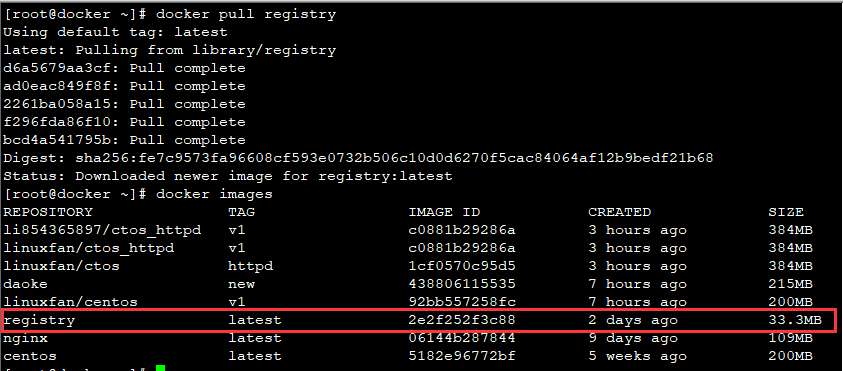 [root@docker ~]# docker pull registry
Using default tag: latest
latest: Pulling from library/registry
d6a5679aa3cf: Pull complete
ad0eac849f8f: Pull complete
2261ba058a15: Pull complete
f296fda86f10: Pull complete
bcd4a541795b: Pull complete
Digest: sha256:fe7c9573fa96608cf593e0732b506c10d0d6270f5cac84064af12b9bedf21b68
Status: Downloaded newer image for registry:latest
[root@docker ~]# docker images
REPOSITORY TAG IMAGE ID CREATED SIZE
li854365897/ctos_httpd v1 c0881b29286a 3 hours ago 384MB
linuxfan/ctos_httpd v1 c0881b29286a 3 hours ago 384MB
linuxfan/ctos httpd 1cf0570c95d5 3 hours ago 384MB
daoke new 438806115535 7 hours ago 215MB
linuxfan/centos v1 92bb557258fc 7 hours ago 200MB
registry latest 2e2f252f3c88 2 days ago 33.3MB
nginx latest 06144b287844 9 days ago 109MB
centos latest 5182e96772bf 5 weeks ago 200MB
[root@docker ~]#